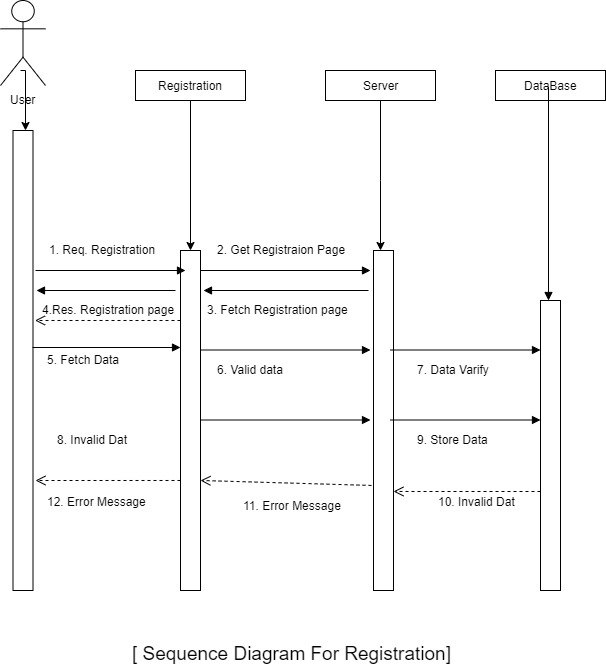 User
Registration
Server
DataBase
1. Req. Registration
2. Get Registraion Page
4.Res. Registration page
3. Fetch Registration page
5. Fetch Data
6. Valid data
7. Data Varify
8. Invalid Dat
9. Store Data
12. Error Message
11. Error Message
10. Invalid Dat
[ Sequence Diagram For Registration]